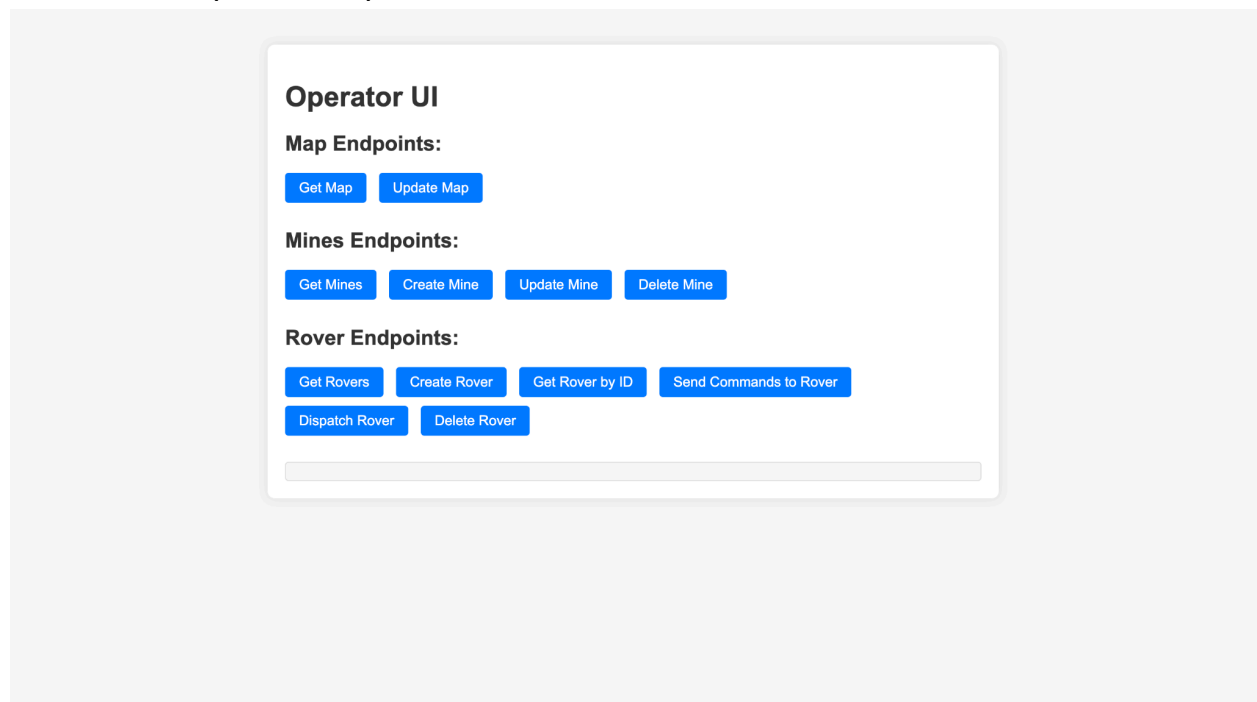 Operator UI
Map Endpoints:
Get Map Update Map
Mines Endpoints:
Get Mines Create Mine Update Mine Delete Mine
Rover Endpoints:
Get Rovers Create Rover Get Rover by ID Send Commands to Rover
Dispatch Rover Delete Rover